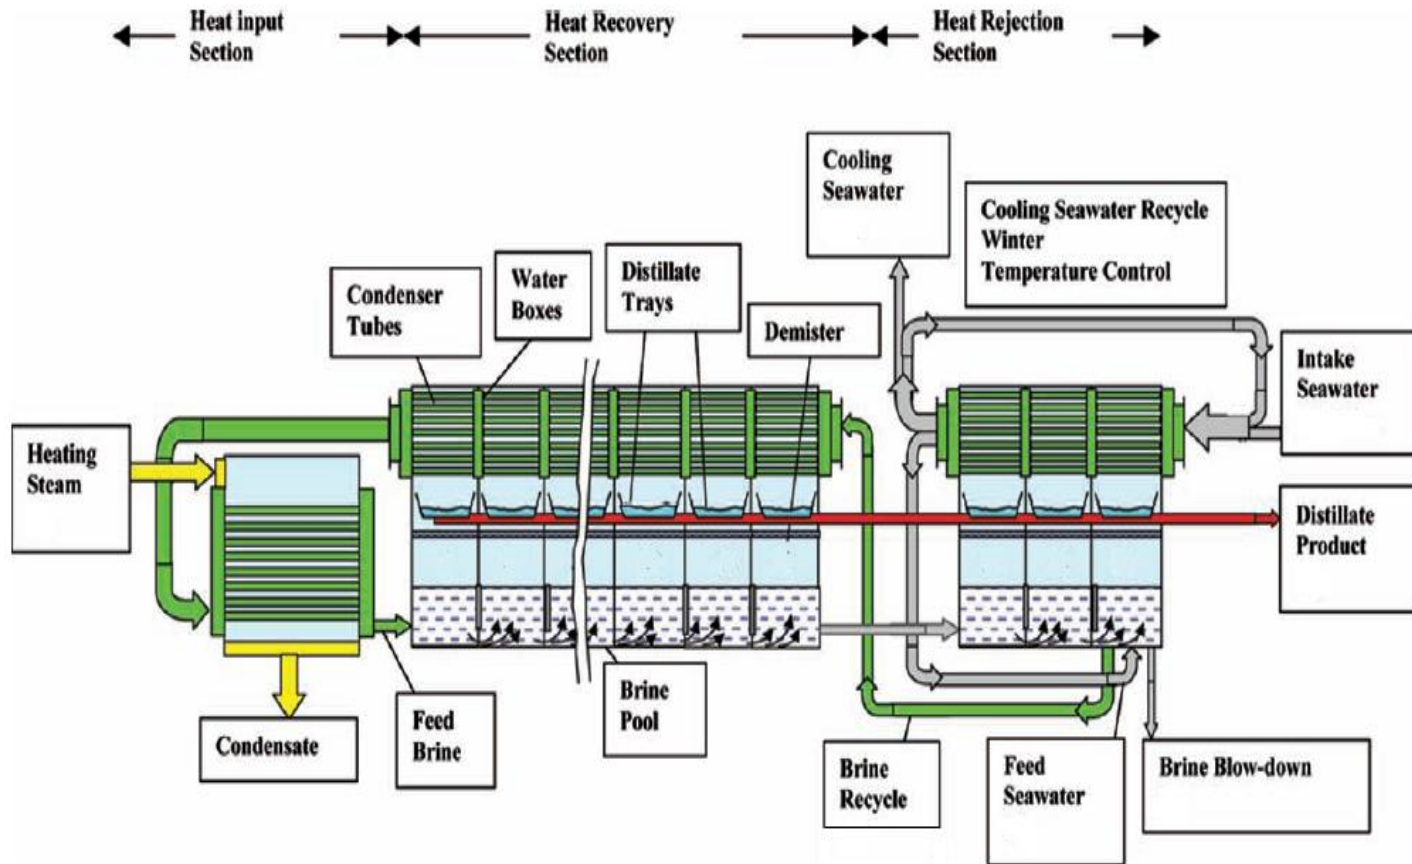 Heat input
Section
Heat Recovery
Section
Heat Rejection
Section
Cooling
Seawater
Cooling Seawater Recycle
Winter
Temperature Control
Condenser
Tubes
Water
Boxes
Distillate
Trays
Demister
Intake
Seawater
Heating
Steam
Distillate
Product
Condensate
Feed
Brine
Brine
Pool
Brine
Recycle
Feed
Seawater
Brine Blow-down